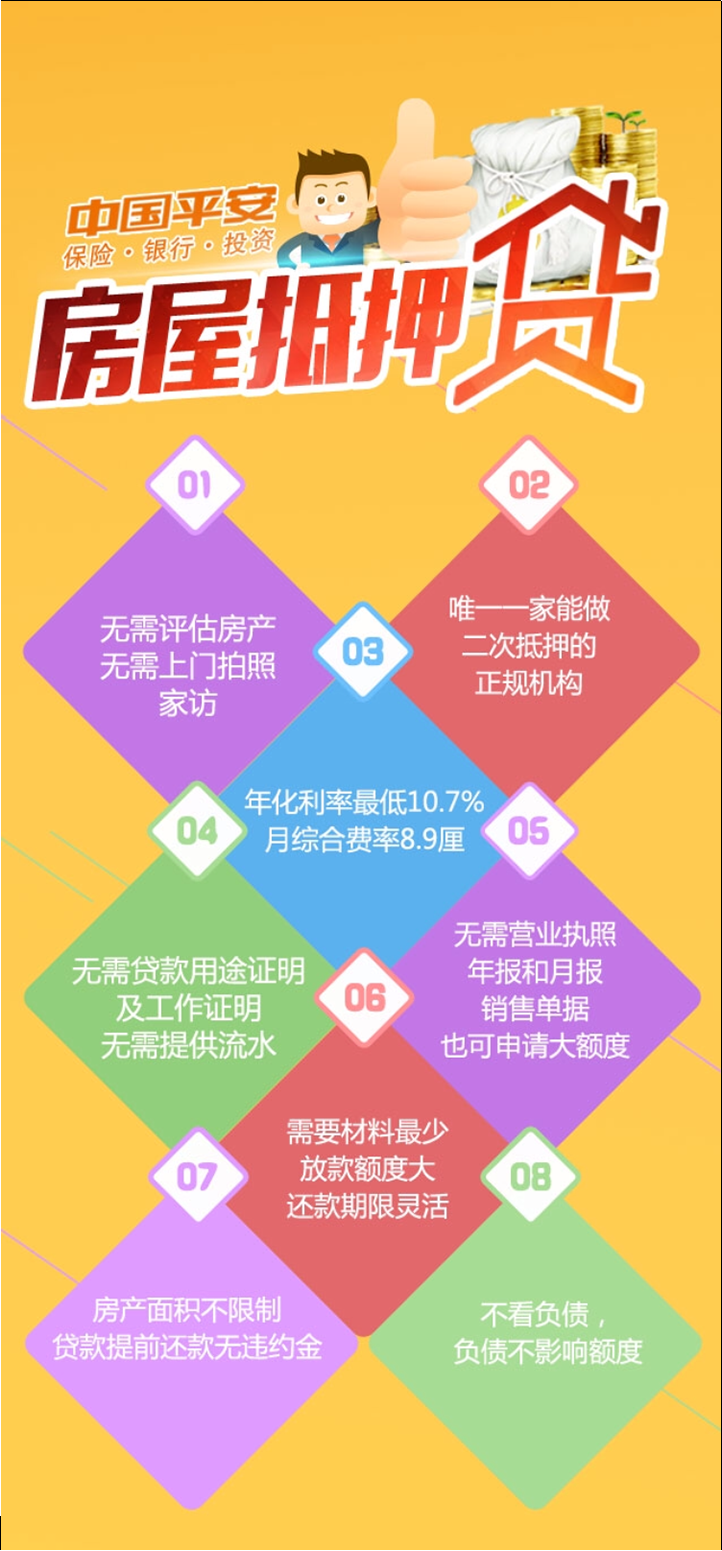 中国平安
保险·银行·投资
房屋抵押贷
01
02
无需评估房产
无需上门拍照
家访
唯一一家能做
二次抵押的
正规机构
03
年化利率最低10.7%
月综合费率8.9厘
04
05
无需贷款用途证明
及工作证明
无需提供流水
无需营业执照
年报和月报
销售单据
也可申请大额度
06
需要材料最少
放款额度大
还款期限灵活
07
08
房产面积不限制
贷款提前还款无违约金
不看负债，
负债不影响额度